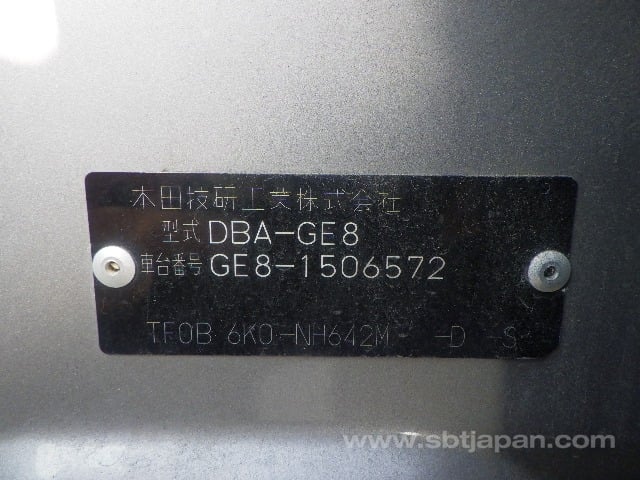 本田技研工業株式会社
型式 DBA-GE8
車台番号 GE8-1506572
TF0B 6K0-NH642M -D -S
www.sbtjapan.com